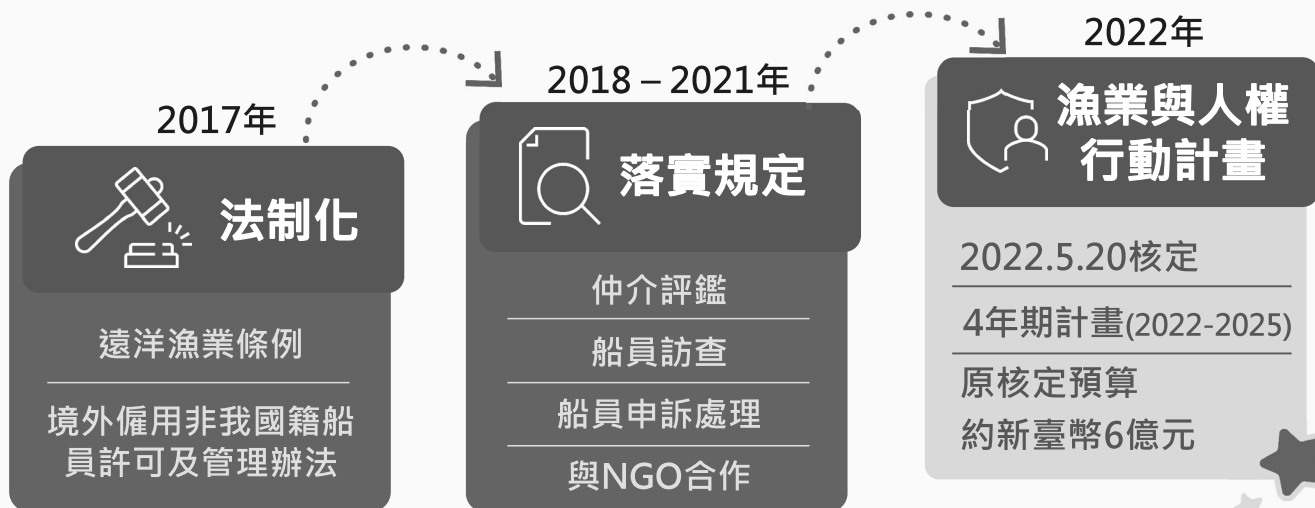 2017年
法制化
遠洋漁業條例
境外僱用非我國籍船
員許可及管理辦法
2018 – 2021年
落實規定
仲介評鑑
船員訪查
船員申訴處理
與NGO合作
2022年
漁業與人權
行動計畫
2022.5.20核定
4年期計畫(2022-2025)
原核定預算
約新臺幣6億元